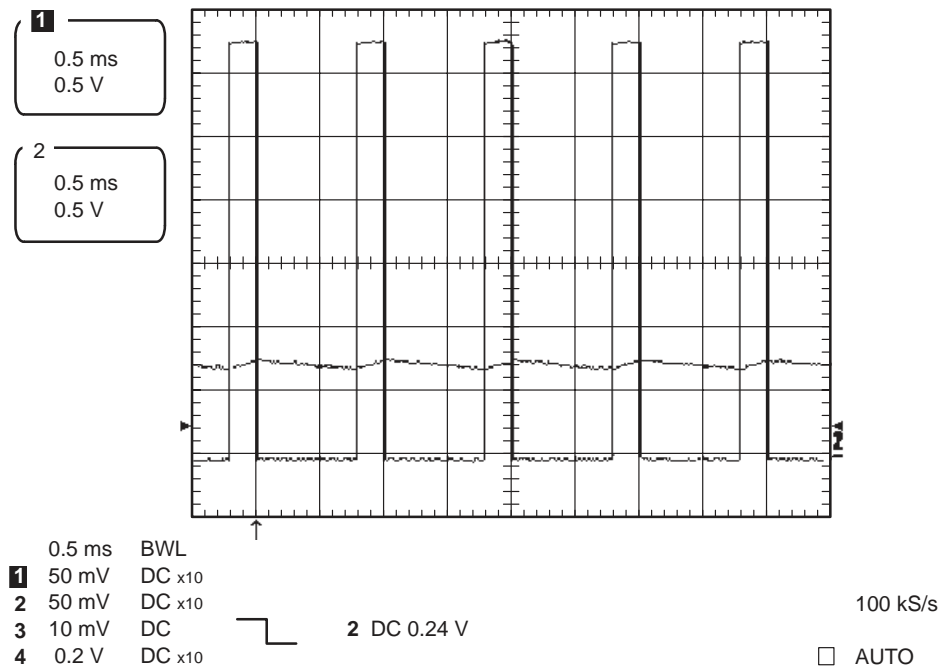 1
0.5 ms
0.5 V
2
0.5 ms
0.5 V
0.5 ms BWL
1 50 mV DC x10
2 50 mV DC x10
3 10 mV DC
4 0.2 V DC x10
2 DC 0.24 V
100 kS/s
AUTO